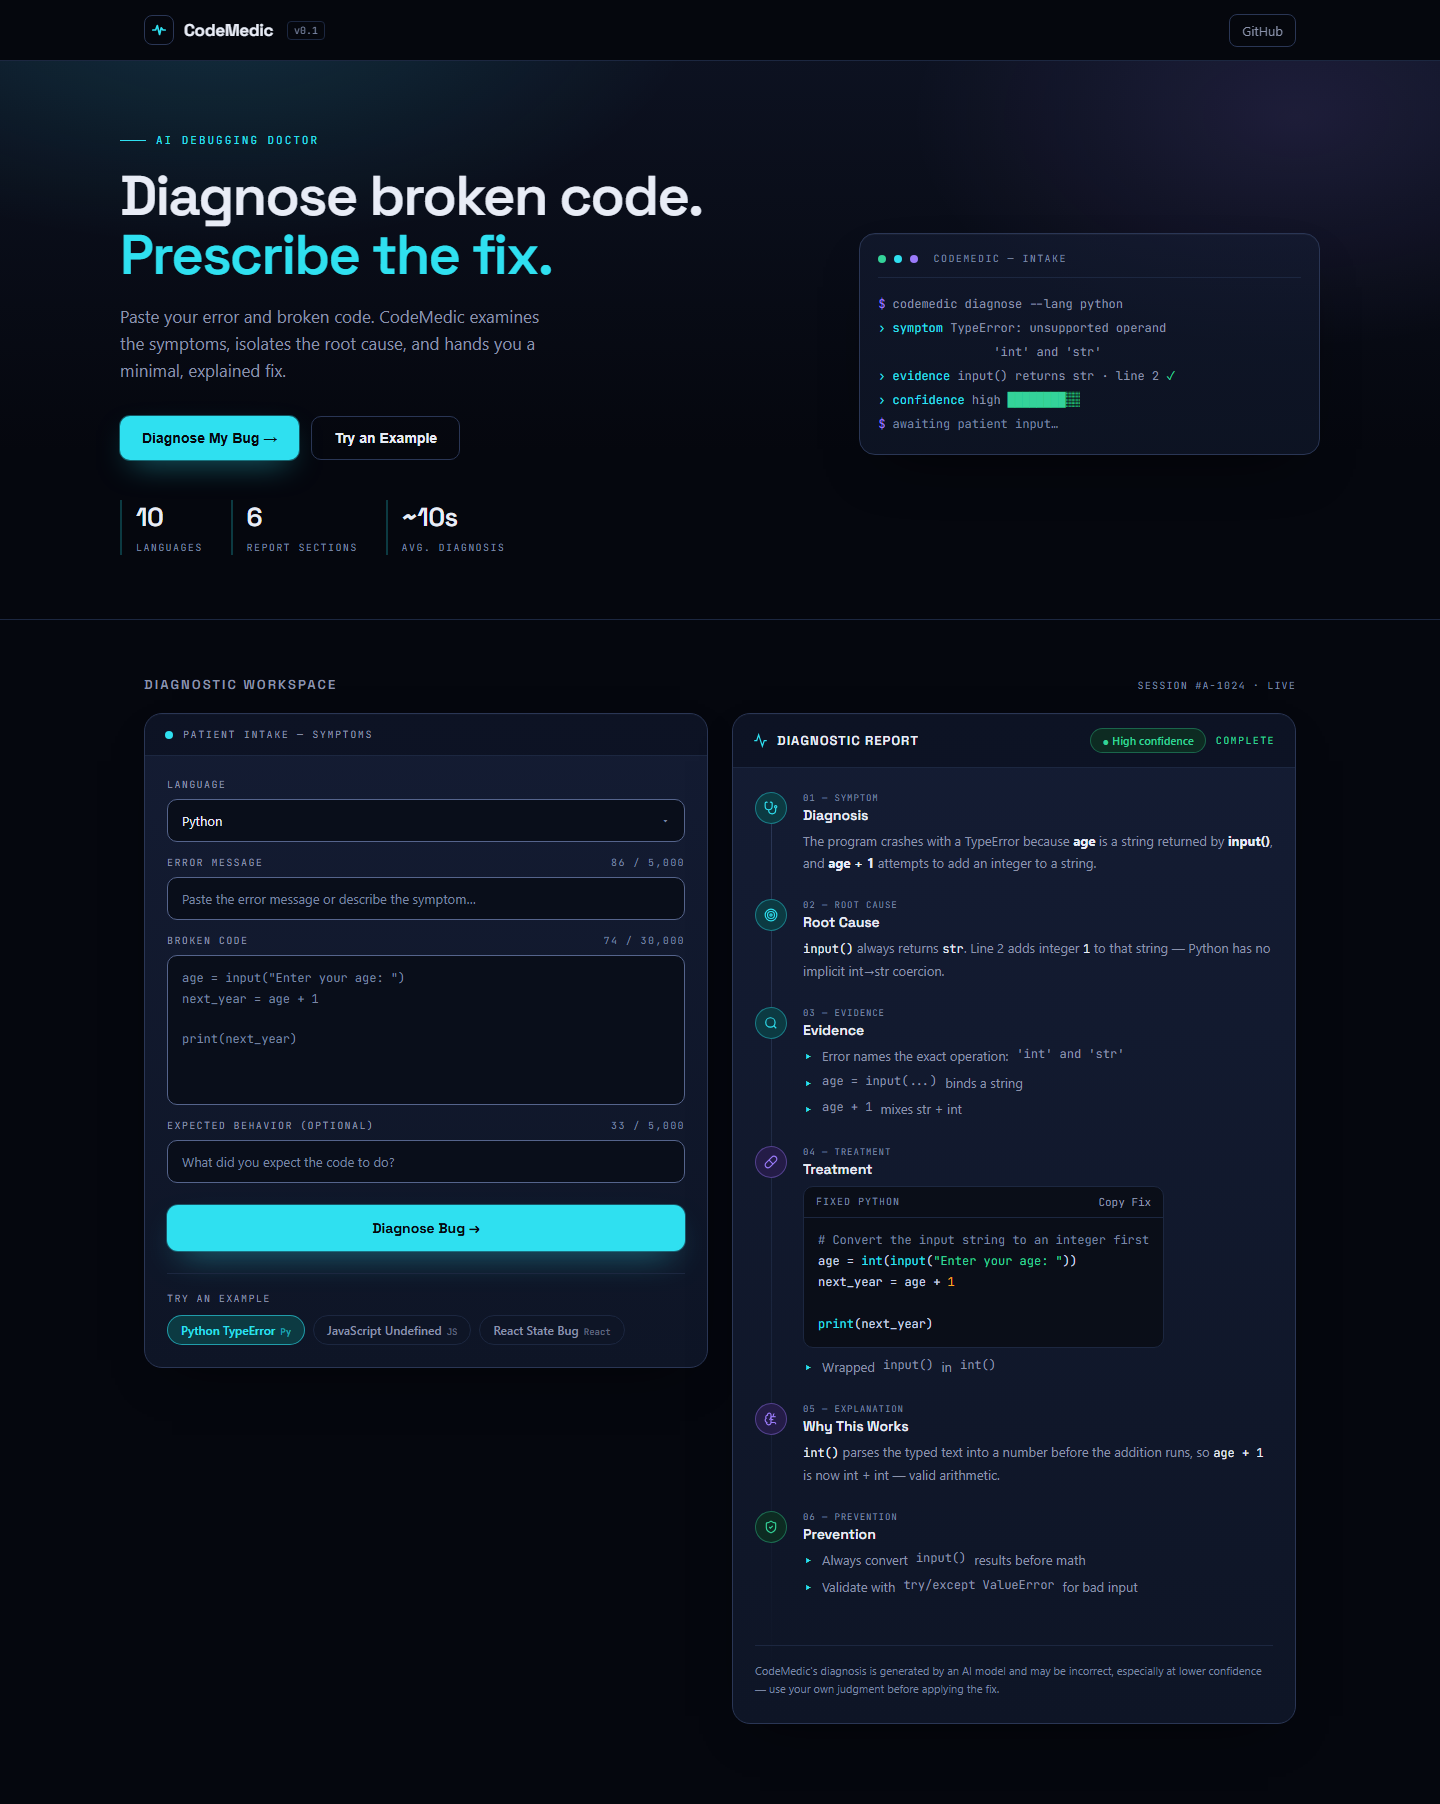 CodeMedic v0.1
GitHub
AI DEBUGGING DOCTOR
Diagnose broken code.
Prescribe the fix.
Paste your error and broken code. CodeMedic examines
the symptoms, isolates the root cause, and hands you a
minimal, explained fix.
Diagnose My Bug →
Try an Example
10
LANGUAGES
6
REPORT SECTIONS
~10s
AVG. DIAGNOSIS
CODEMEDIC — INTAKE
$ codemedic diagnose --lang python
› symptom TypeError: unsupported operand
'int' and 'str'
› evidence input() returns str · line 2 ✓
› confidence high ████████▒▒
$ awaiting patient input…
DIAGNOSTIC WORKSPACE
SESSION #A-1024 · LIVE
PATIENT INTAKE — SYMPTOMS
LANGUAGE
Python
ERROR MESSAGE 86 / 5,000
Paste the error message or describe the symptom...
BROKEN CODE 74 / 30,000
age = input("Enter your age: ")
next_year = age + 1
print(next_year)
EXPECTED BEHAVIOR (OPTIONAL) 33 / 5,000
What did you expect the code to do?
Diagnose Bug →
TRY AN EXAMPLE
Python TypeError Py
JavaScript Undefined JS
React State Bug React
DIAGNOSTIC REPORT
● High confidence
COMPLETE
01 — SYMPTOM
Diagnosis
The program crashes with a TypeError because age is a string returned by input(),
and age + 1 attempts to add an integer to a string.
02 — ROOT CAUSE
Root Cause
input() always returns str. Line 2 adds integer 1 to that string — Python has no
implicit int→str coercion.
03 — EVIDENCE
Evidence
▸ Error names the exact operation: 'int' and 'str'
▸ age = input(...) binds a string
▸ age + 1 mixes str + int
04 — TREATMENT
Treatment
FIXED PYTHON Copy Fix
# Convert the input string to an integer first
age = int(input("Enter your age: "))
next_year = age + 1
print(next_year)
▸ Wrapped input() in int()
05 — EXPLANATION
Why This Works
int() parses the typed text into a number before the addition runs, so age + 1
is now int + int — valid arithmetic.
06 — PREVENTION
Prevention
▸ Always convert input() results before math
▸ Validate with try/except ValueError for bad input
CodeMedic's diagnosis is generated by an AI model and may be incorrect, especially at lower confidence
— use your own judgment before applying the fix.